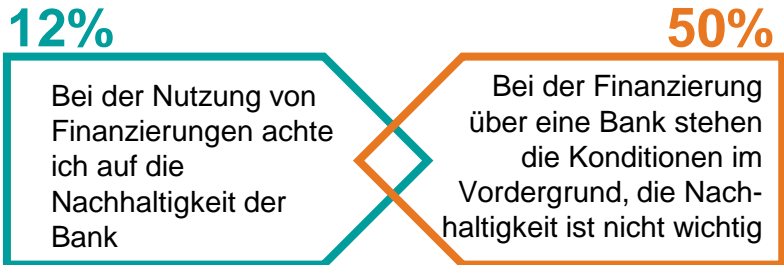 12%
Bei der Nutzung von
Finanzierungen achte
ich auf die
Nachhaltigkeit der
Bank
50%
Bei der Finanzierung
über eine Bank stehen
die Konditionen im
Vordergrund, die Nach-
haltigkeit ist nicht wichtig